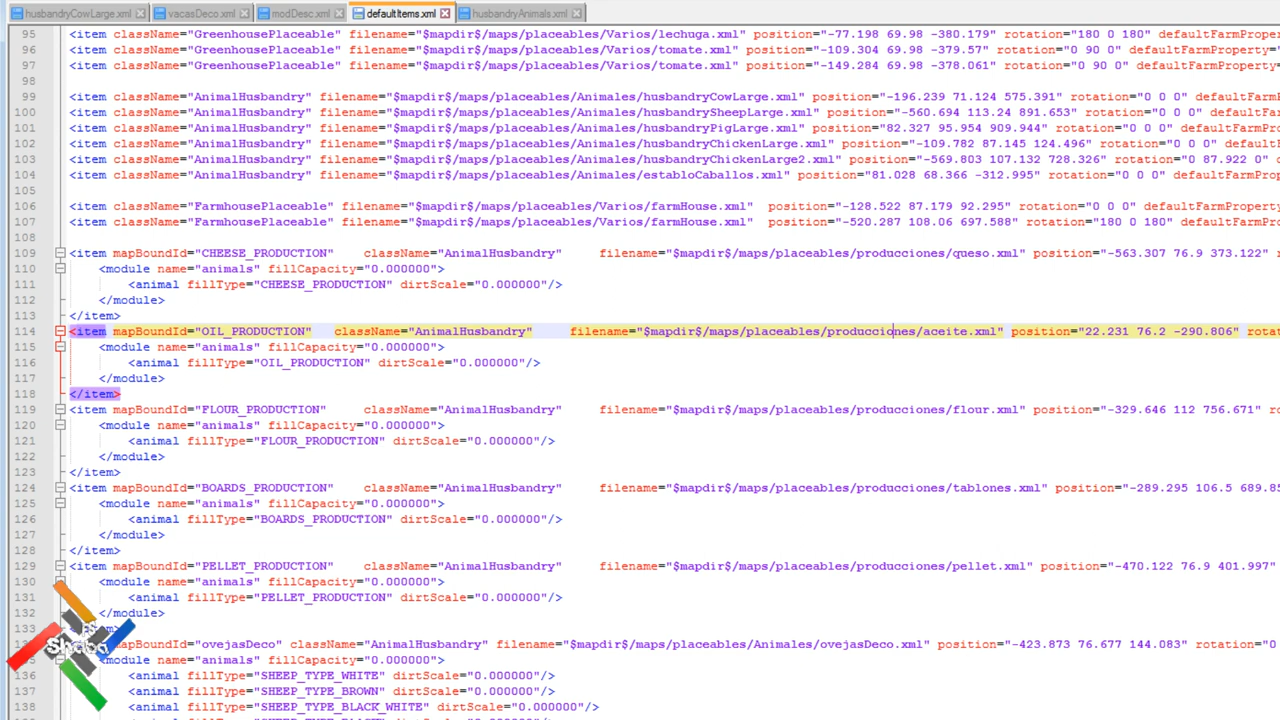 husbandryCowLarge.xml vacasDeco.xml modDesc.xml defaultItems.xml husbandryAnimals.xml
95 <item className="GreenhousePlaceable" filename="$mapdir$/maps/placeables/Varios/lechuga.xml" position="-77.198 69.98 -380.179" rotation="180 0 180" defaultFarmProperty=
96 <item className="GreenhousePlaceable" filename="$mapdir$/maps/placeables/Varios/tomate.xml" position="-109.304 69.98 -379.57" rotation="0 90 0" defaultFarmProperty="
97 <item className="GreenhousePlaceable" filename="$mapdir$/maps/placeables/Varios/tomate.xml" position="-149.284 69.98 -378.061" rotation="0 90 0" defaultFarmProperty=
98
99 <item className="AnimalHusbandry" filename="$mapdir$/maps/placeables/Animales/husbandryCowLarge.xml" position="-196.239 71.124 575.391" rotation="0 0 0" defaultFarmP
100 <item className="AnimalHusbandry" filename="$mapdir$/maps/placeables/Animales/husbandrySheepLarge.xml" position="-560.694 113.24 891.653" rotation="0 0 0" defaultFar
101 <item className="AnimalHusbandry" filename="$mapdir$/maps/placeables/Animales/husbandryPigLarge.xml" position="82.327 95.954 909.944" rotation="0 0 0" defaultFarmPro
102 <item className="AnimalHusbandry" filename="$mapdir$/maps/placeables/Animales/husbandryChickenLarge.xml" position="-109.782 87.145 124.496" rotation="0 0 0" defaultF
103 <item className="AnimalHusbandry" filename="$mapdir$/maps/placeables/Animales/husbandryChickenLarge2.xml" position="-569.803 107.132 728.326" rotation="0 87.922 0" d
104 <item className="AnimalHusbandry" filename="$mapdir$/maps/placeables/Animales/establoCaballos.xml" position="81.028 68.366 -312.995" rotation="0 0 0" defaultFarmProp
105
106 <item className="FarmhousePlaceable" filename="$mapdir$/maps/placeables/Varios/farmHouse.xml" position="-128.522 87.179 92.295" rotation="0 0 0" defaultFarmProper
107 <item className="FarmhousePlaceable" filename="$mapdir$/maps/placeables/Varios/farmHouse.xml" position="-520.287 108.06 697.588" rotation="180 0 180" defaultFarmP
108
109 <item mapBoundId="CHEESE_PRODUCTION" className="AnimalHusbandry" filename="$mapdir$/maps/placeables/producciones/queso.xml" position="-563.307 76.9 373.122" r
110 <module name="animals" fillCapacity="0.000000">
111 <animal fillType="CHEESE_PRODUCTION" dirtScale="0.000000"/>
112 </module>
113 </item>
114 <item mapBoundId="OIL_PRODUCTION" className="AnimalHusbandry" filename="$mapdir$/maps/placeables/producciones/aceite.xml" position="22.231 76.2 -290.806" rotat
115 <module name="animals" fillCapacity="0.000000">
116 <animal fillType="OIL_PRODUCTION" dirtScale="0.000000"/>
117 </module>
118 </item>
119 <item mapBoundId="FLOUR_PRODUCTION" className="AnimalHusbandry" filename="$mapdir$/maps/placeables/producciones/flour.xml" position="-329.646 112 756.671" ro
120 <module name="animals" fillCapacity="0.000000">
121 <animal fillType="FLOUR_PRODUCTION" dirtScale="0.000000"/>
122 </module>
123 </item>
124 <item mapBoundId="BOARDS_PRODUCTION" className="AnimalHusbandry" filename="$mapdir$/maps/placeables/producciones/tablones.xml" position="-289.295 106.5 689.85
125 <module name="animals" fillCapacity="0.000000">
126 <animal fillType="BOARDS_PRODUCTION" dirtScale="0.000000"/>
127 </module>
128 </item>
129 <item mapBoundId="PELLET_PRODUCTION" className="AnimalHusbandry" filename="$mapdir$/maps/placeables/producciones/pellet.xml" position="-470.122 76.9 401.997"
130 <module name="animals" fillCapacity="0.000000">
131 <animal fillType="PELLET_PRODUCTION" dirtScale="0.000000"/>
132 </module>
133
mapBoundId="ovejasDeco" className="AnimalHusbandry" filename="$mapdir$/maps/placeables/Animales/ovejasDeco.xml" position="-423.873 76.677 144.083" rotation="0
<module name="animals" fillCapacity="0.000000">
136 <animal fillType="SHEEP_TYPE_WHITE" dirtScale="0.000000"/>
137 <animal fillType="SHEEP_TYPE_BROWN" dirtScale="0.000000"/>
138 <animal fillType="SHEEP_TYPE_BLACK_WHITE" dirtScale="0.000000"/>